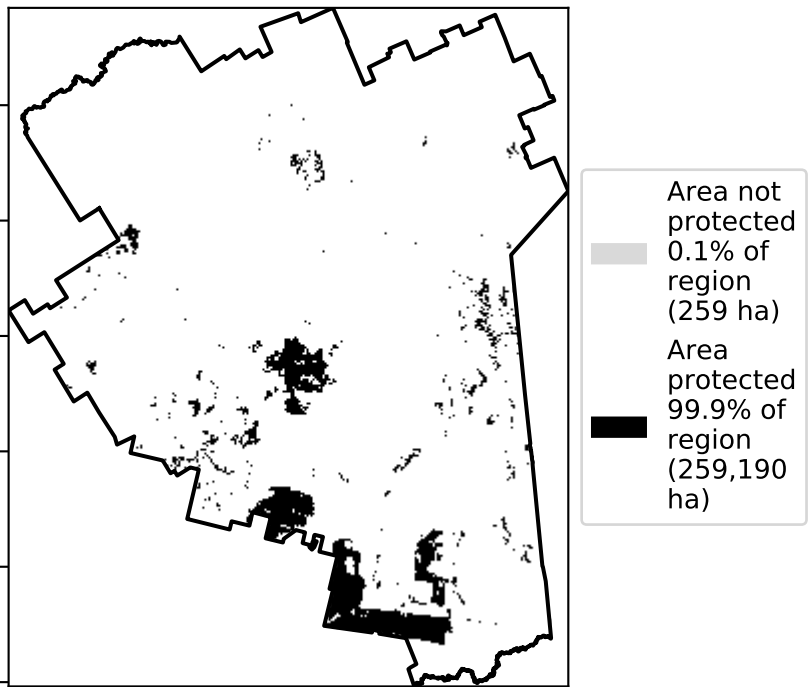 Area not
protected
0.1% of
region
(259 ha)
Area
protected
99.9% of
region
(259,190
ha)